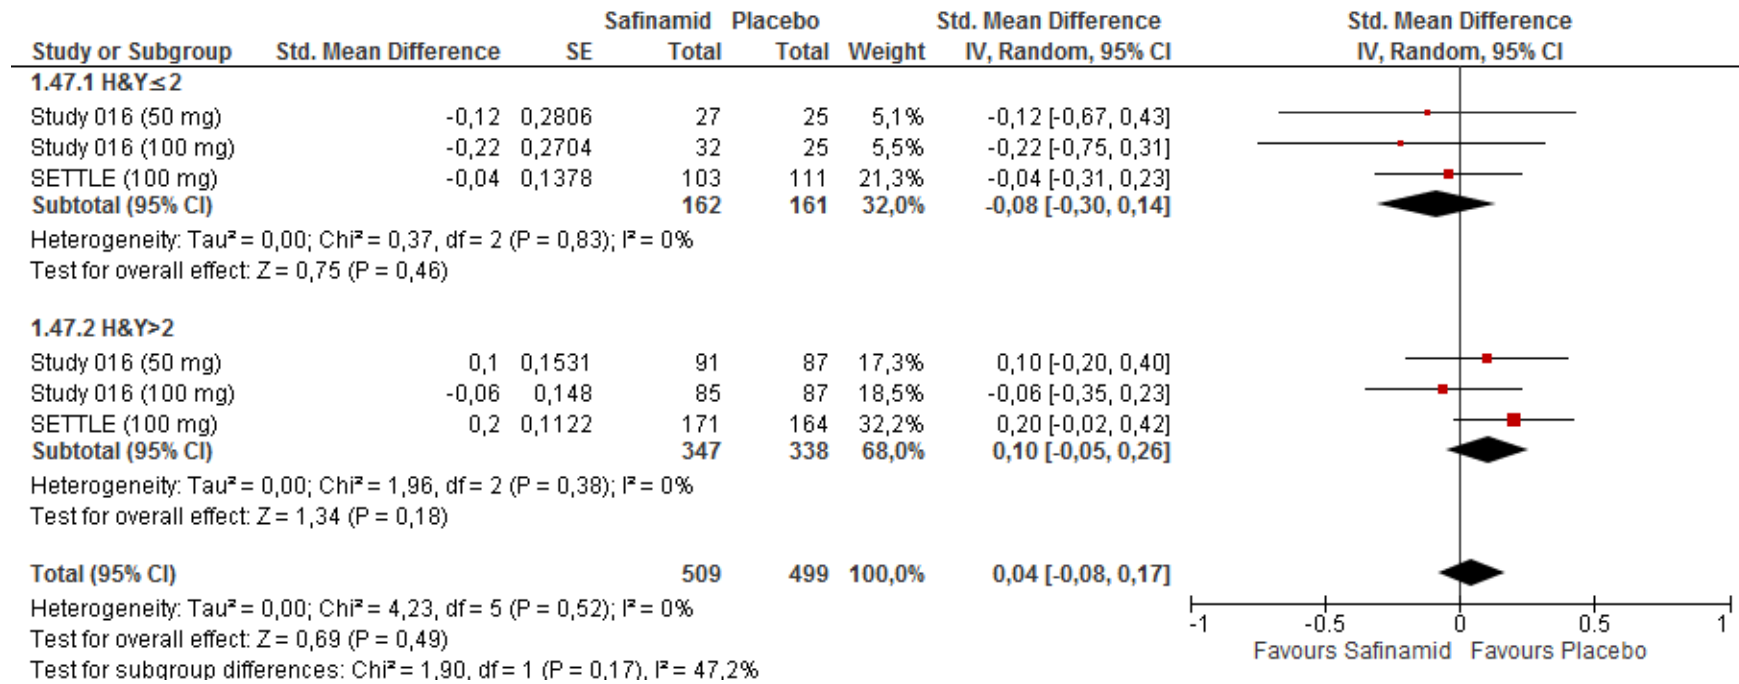 Safinamid Placebo Std. Mean Difference Std. Mean Difference
Study or Subgroup Std. Mean Difference SE Total Total Weight IV, Random, 95% CI IV, Random, 95% CI
1.47.1 H&Y≤2
Study 016 (50 mg) -0,12 0,2806 27 25 5,1% -0,12 [-0,67, 0,43]
Study 016 (100 mg) -0,22 0,2704 32 25 5,5% -0,22 [-0,75, 0,31]
SETTLE (100 mg) -0,04 0,1378 103 111 21,3% -0,04 [-0,31, 0,23]
Subtotal (95% CI) 162 161 32,0% -0,08 [-0,30, 0,14]
Heterogeneity: Tau² = 0,00; Chi² = 0,37, df = 2 (P = 0,83); I² = 0%
Test for overall effect: Z = 0,75 (P = 0,46)
1.47.2 H&Y>2
Study 016 (50 mg) 0,1 0,1531 91 87 17,3% 0,10 [-0,20, 0,40]
Study 016 (100 mg) -0,06 0,148 85 87 18,5% -0,06 [-0,35, 0,23]
SETTLE (100 mg) 0,2 0,1122 171 164 32,2% 0,20 [-0,02, 0,42]
Subtotal (95% CI) 347 338 68,0% 0,10 [-0,05, 0,26]
Heterogeneity: Tau² = 0,00; Chi² = 1,96, df = 2 (P = 0,38); I² = 0%
Test for overall effect: Z = 1,34 (P = 0,18)
Total (95% CI) 509 499 100,0% 0,04 [-0,08, 0,17]
Heterogeneity: Tau² = 0,00; Chi² = 4,23, df = 5 (P = 0,52); I² = 0%
Test for overall effect: Z = 0,69 (P = 0,49)
Test for subgroup differences: Chi² = 1,90, df = 1 (P = 0,17), I² = 47,2%
-1 -0.5 0 0.5 1
Favours Safinamid Favours Placebo